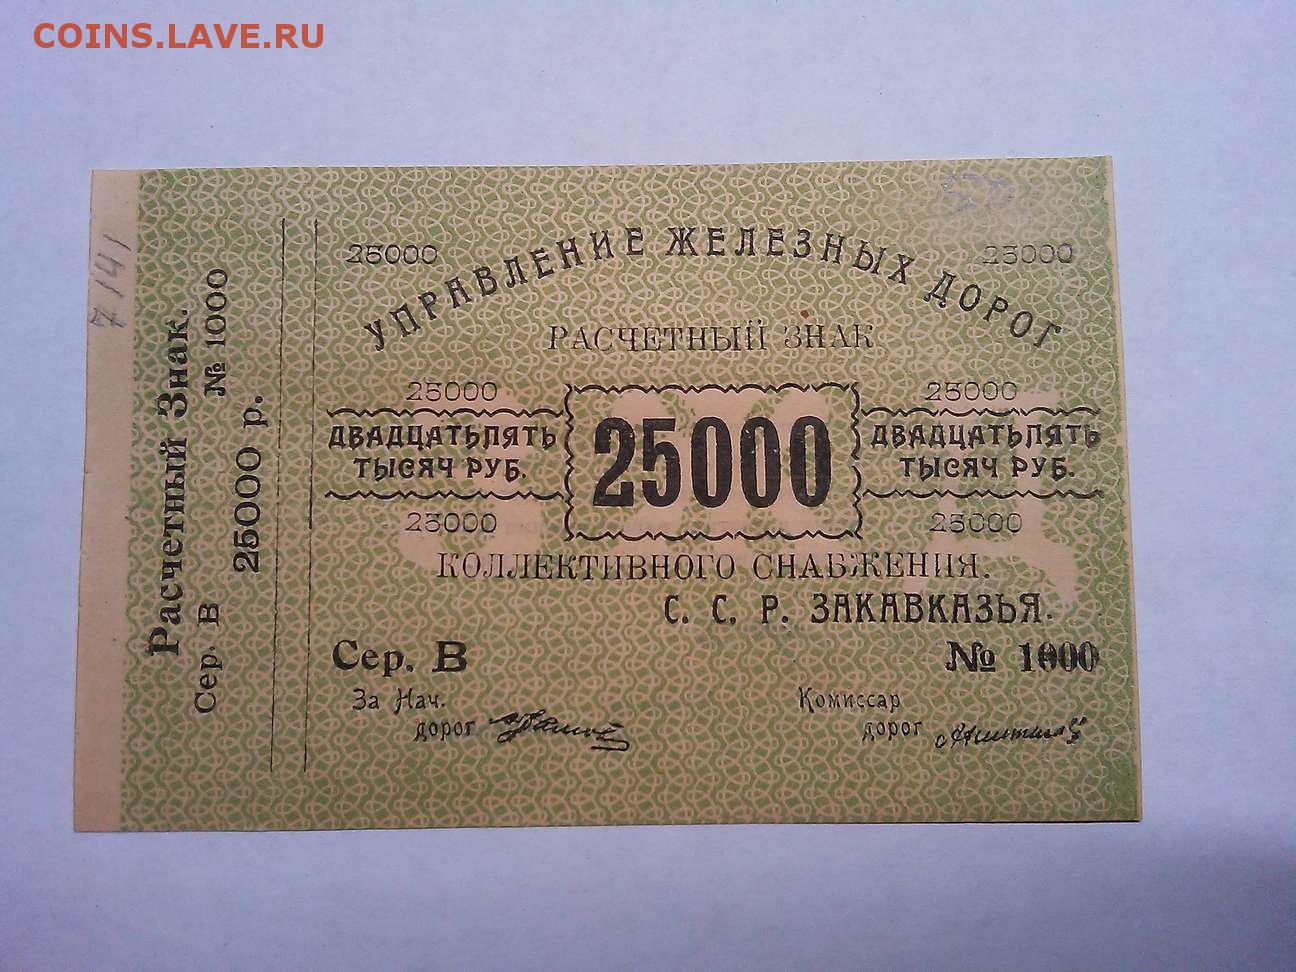 COINS.LAVE.RU
7141
Расчетный Знак.
Сер. В № 1000
25000 р.
25000 25000
УПРАВЛЕНИЕ ЖЕЛЕЗНЫХ ДОРОГ
РАСЧЕТНЫЙ ЗНАК
25000 25000
ДВАДЦАТЬПЯТЬ 25000 ДВАДЦАТЬПЯТЬ
ТЫСЯЧ РУБ. ТЫСЯЧ РУБ.
25000 25000
КОЛЛЕКТИВНОГО СНАБЖЕНИЯ.
С. С. Р. ЗАКАВКАЗЬЯ.
Сер. В № 1000
За Нач. Комиссар
дорог дорог